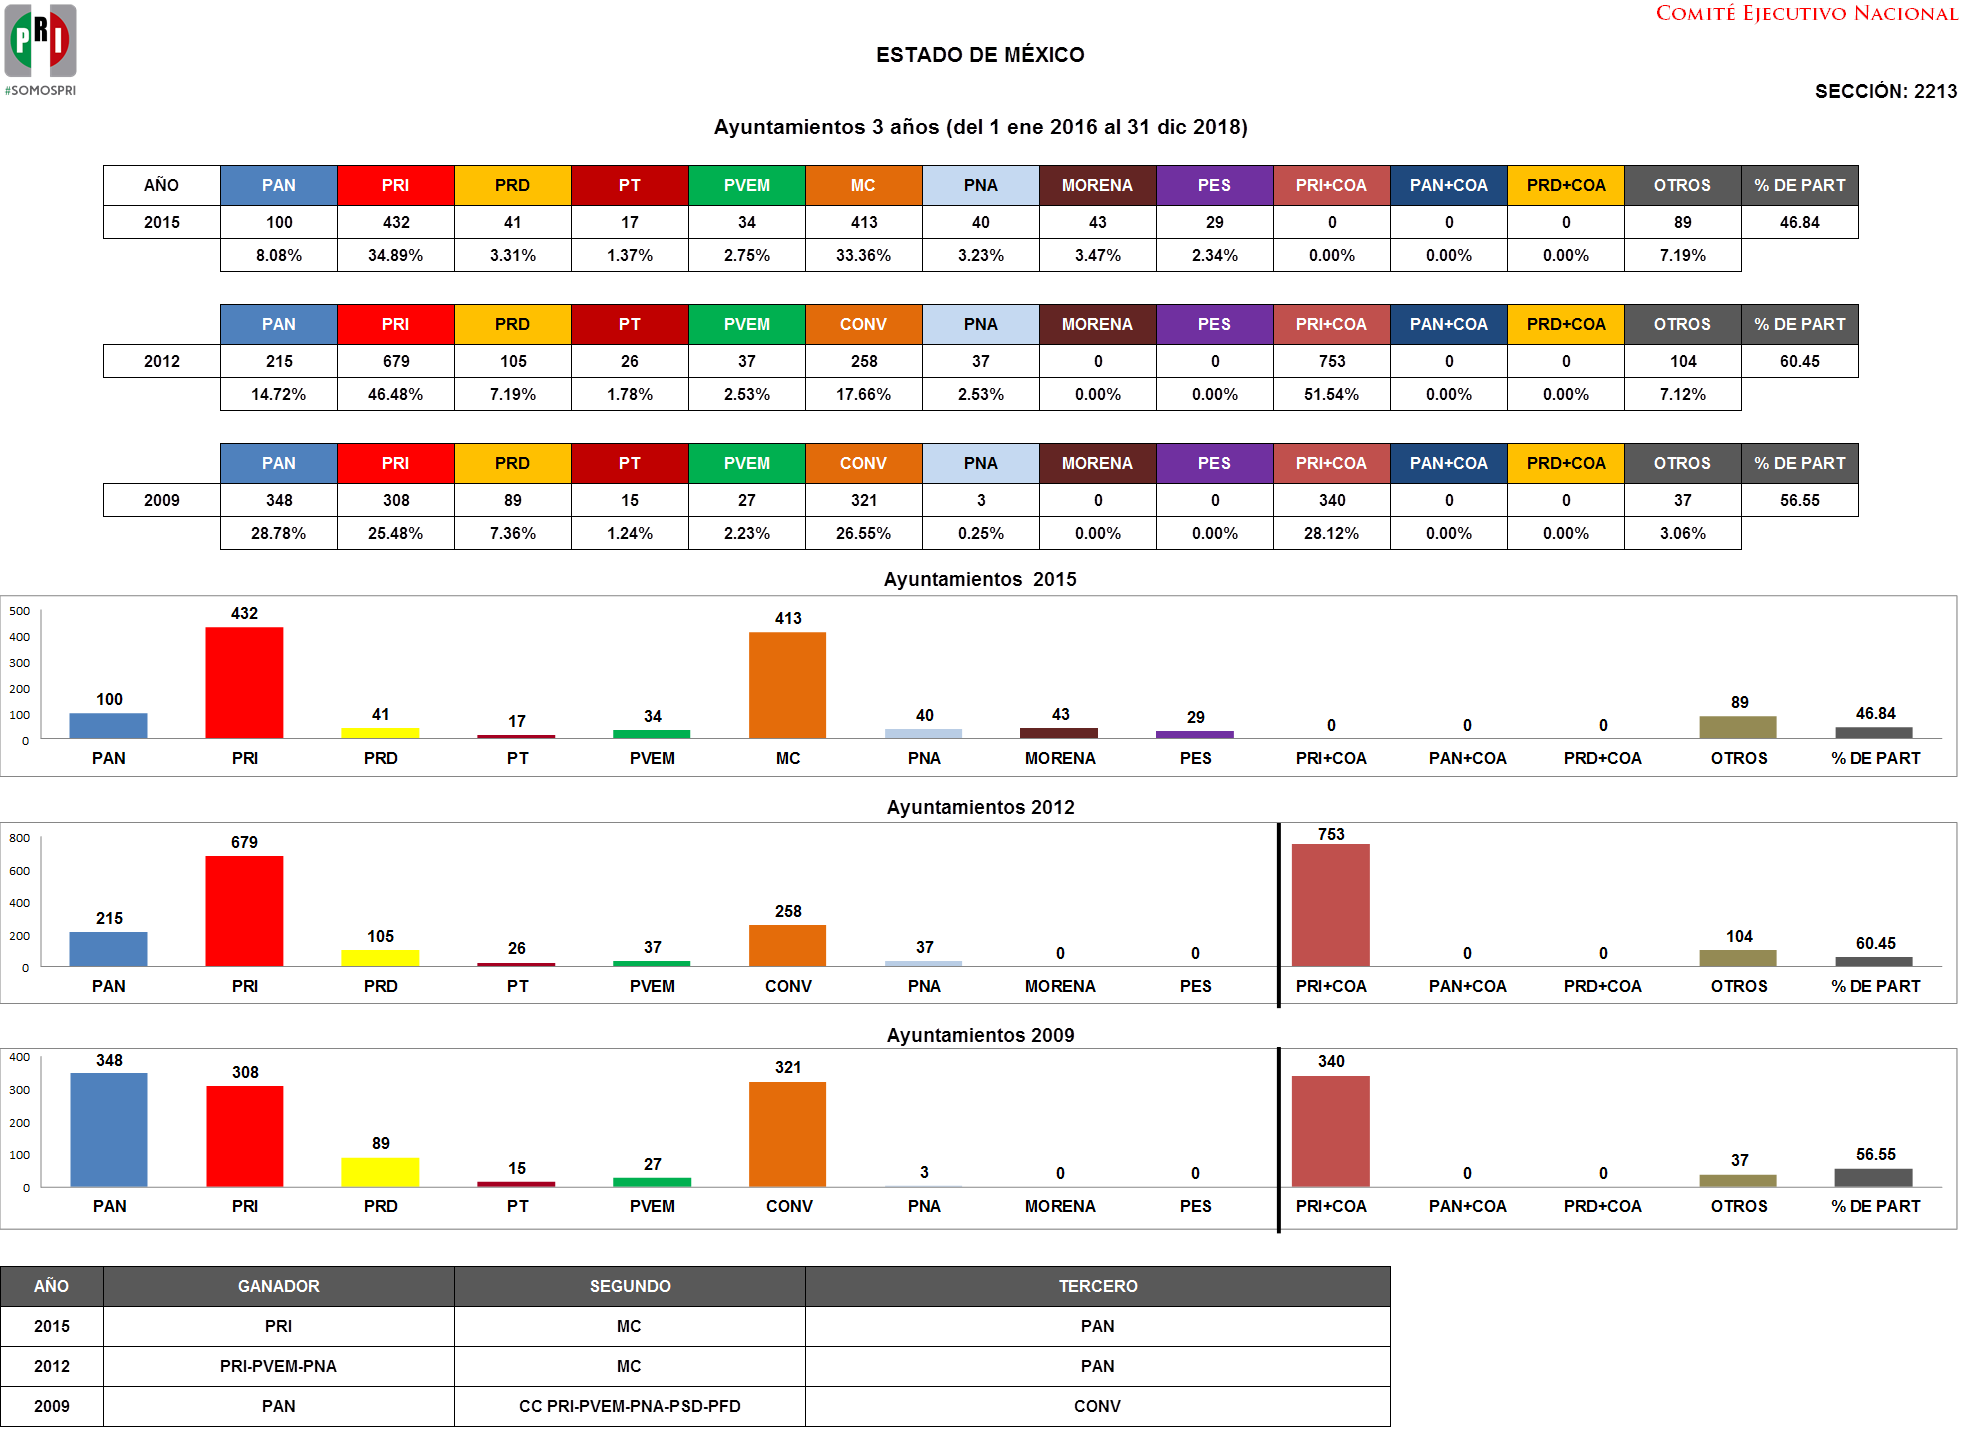 PRI
#SOMOSPRI
COMITÉ EJECUTIVO NACIONAL
ESTADO DE MÉXICO
SECCIÓN: 2213
Ayuntamientos 3 años (del 1 ene 2016 al 31 dic 2018)
AÑO PAN PRI PRD PT PVEM MC PNA MORENA PES PRI+COA PAN+COA PRD+COA OTROS % DE PART
2015 100 432 41 17 34 413 40 43 29 0 0 0 89 46.84
8.08% 34.89% 3.31% 1.37% 2.75% 33.36% 3.23% 3.47% 2.34% 0.00% 0.00% 0.00% 7.19%
PAN PRI PRD PT PVEM CONV PNA MORENA PES PRI+COA PAN+COA PRD+COA OTROS % DE PART
2012 215 679 105 26 37 258 37 0 0 753 0 0 104 60.45
14.72% 46.48% 7.19% 1.78% 2.53% 17.66% 2.53% 0.00% 0.00% 51.54% 0.00% 0.00% 7.12%
PAN PRI PRD PT PVEM CONV PNA MORENA PES PRI+COA PAN+COA PRD+COA OTROS % DE PART
2009 348 308 89 15 27 321 3 0 0 340 0 0 37 56.55
28.78% 25.48% 7.36% 1.24% 2.23% 26.55% 0.25% 0.00% 0.00% 28.12% 0.00% 0.00% 3.06%
Ayuntamientos 2015
500
400
300
200
100
0
100 432 41 17 34 413 40 43 29 0 0 0 89 46.84
PAN PRI PRD PT PVEM MC PNA MORENA PES PRI+COA PAN+COA PRD+COA OTROS % DE PART
Ayuntamientos 2012
800
600
400
200
0
215 679 105 26 37 258 37 0 0 753 0 0 104 60.45
PAN PRI PRD PT PVEM CONV PNA MORENA PES PRI+COA PAN+COA PRD+COA OTROS % DE PART
Ayuntamientos 2009
400
300
200
100
0
348 308 89 15 27 321 3 0 0 340 0 0 37 56.55
PAN PRI PRD PT PVEM CONV PNA MORENA PES PRI+COA PAN+COA PRD+COA OTROS % DE PART
AÑO GANADOR SEGUNDO TERCERO
2015 PRI MC PAN
2012 PRI-PVEM-PNA MC PAN
2009 PAN CC PRI-PVEM-PNA-PSD-PFD CONV